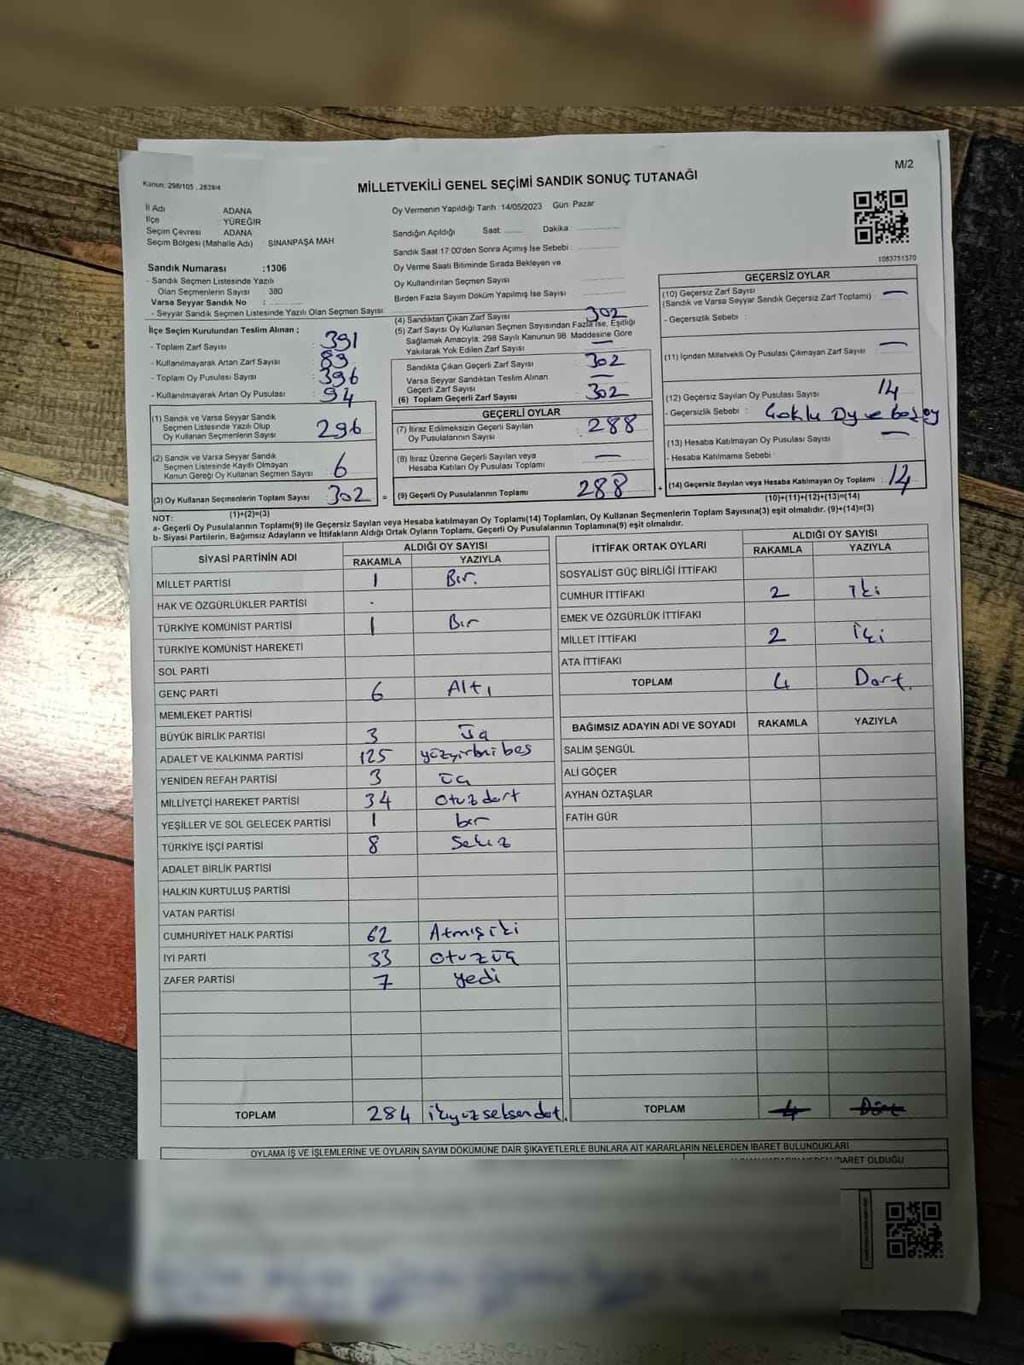 M/2
Kanun: 298/105 , 2839/4
MİLLETVEKİLİ GENEL SEÇİMİ SANDIK SONUÇ TUTANAĞI
İl Adı ADANA
İlçe : YÜREĞİR
Seçim Çevresi ADANA
Seçim Bölgesi (Mahalle Adı) SİNANPAŞA MAH
Sandık Numarası :1306
- Sandık Seçmen Listesinde Yazılı
Olan Seçmenlerin Sayısı 380
Varsa Seyyar Sandık No :
- Seyyar Sandık Seçmen Listesinde Yazılı Olan Seçmen Sayısı:
Oy Vermenin Yapıldığı Tarih :14/05/2023 Gün: Pazar
Sandığın Açıldığı Saat: Dakika:
Sandık Saat 17:00'den Sonra Açımış İse Sebebi :
Oy Verme Saati Bitiminde Sırada Bekleyen ve
Oy Kullandırılan Seçmen Sayısı
Birden Fazla Sayım Döküm Yapılmış İse Sayısı
1083751370
İlçe Seçim Kurulundan Teslim Alınan ;
- Toplam Zarf Sayısı : 391
- Kullanılmayarak Artan Zarf Sayısı : 89
- Toplam Oy Pusulası Sayısı : 396
- Kullanılmayarak Artan Oy Pusulası : 94
(1) Sandık ve Varsa Seyyar Sandık
Seçmen Listesinde Yazılı Olup
Oy Kullanan Seçmenlerin Sayısı 296
(2) Sandık ve Varsa Seyyar Sandık
Seçmen Listesinde Kayıtlı Olmayan
Kanun Gereği Oy Kullanan Seçmen Sayısı 6
(3) Oy Kullanan Seçmenlerin Toplam Sayısı 302
(1)+(2)=(3)
(4) Sandıktan Çıkan Zarf Sayısı 302
(5) Zarf Sayısı Oy Kullanan Seçmen Sayısından Fazla İse, Eşitliği
Sağlamak Amacıyla; 298 Sayılı Kanunun 98. Maddesine Göre
Yakılarak Yok Edilen Zarf Sayısı —
Sandıkta Çıkan Geçerli Zarf Sayısı 302
Varsa Seyyar Sandıktan Teslim Alınan
Geçerli Zarf Sayısı —
(6) Toplam Geçerli Zarf Sayısı 302
GEÇERLİ OYLAR
(7) İtiraz Edilmeksizin Geçerli Sayılan
Oy Pusulalarının Sayısı 288
(8) İtiraz Üzerine Geçerli Sayılan veya
Hesaba Katılan Oy Pusulası Toplamı —
= (9) Geçerli Oy Pusulalarının Toplamı 288
GEÇERSİZ OYLAR
(10) Geçersiz Zarf Sayısı —
(Sandık ve Varsa Seyyar Sandık Geçersiz Zarf Toplamı)
- Geçersizlik Sebebi :
(11) İçinden Milletvekili Oy Pusulası Çıkmayan Zarf Sayısı —
(12) Geçersiz Sayılan Oy Pusulası Sayısı 14
- Geçersizlik Sebebi : Çoklu Oy ve boş oy
(13) Hesaba Katılmayan Oy Pusulası Sayısı —
- Hesaba Katılmama Sebebi :
+ (14) Geçersiz Sayılan veya Hesaba Katılmayan Oy Toplamı 14
(10)+(11)+(12)+(13)=(14)
NOT:
a- Geçerli Oy Pusulalarının Toplamı(9) ile Geçersiz Sayılan veya Hesaba katılmayan Oy Toplamı(14) Toplamları, Oy Kullanan Seçmenlerin Toplam Sayısına(3) eşit olmalıdır. (9)+(14)=(3)
b- Siyasi Partilerin, Bağımsız Adayların ve İttifakların Aldığı Oyların Toplamı, Geçerli Oy Pusulalarının Toplamına(9) eşit olmalıdır.
SİYASİ PARTİNİN ADI ALDIĞI OY SAYISI
RAKAMLA YAZIYLA
MİLLET PARTİSİ 1 Bir.
HAK VE ÖZGÜRLÜKLER PARTİSİ
TÜRKİYE KOMÜNİST PARTİSİ 1 Bir
TÜRKİYE KOMÜNİST HAREKETİ
SOL PARTİ
GENÇ PARTİ 6 Altı
MEMLEKET PARTİSİ
BÜYÜK BİRLİK PARTİSİ 3 Üç
ADALET VE KALKINMA PARTİSİ 125 yüzyirmi beş
YENİDEN REFAH PARTİSİ 3 Üç
MİLLİYETÇİ HAREKET PARTİSİ 34 Otuz dört
YEŞİLLER VE SOL GELECEK PARTİSİ 1 bir
TÜRKİYE İŞÇİ PARTİSİ 8 Sekiz
ADALET BİRLİK PARTİSİ
HALKIN KURTULUŞ PARTİSİ
VATAN PARTİSİ
CUMHURİYET HALK PARTİSİ 62 Atmış iki
İYİ PARTİ 33 Otuz üç
ZAFER PARTİSİ 7 yedi
TOPLAM 284 ikiyüz seksen dört.
İTTİFAK ORTAK OYLARI ALDIĞI OY SAYISI
RAKAMLA YAZIYLA
SOSYALİST GÜÇ BİRLİĞİ İTTİFAKI
CUMHUR İTTİFAKI 2 İki
EMEK VE ÖZGÜRLÜK İTTİFAKI
MİLLET İTTİFAKI 2 İki
ATA İTTİFAKI
TOPLAM 4 Dört.
BAĞIMSIZ ADAYIN ADI VE SOYADI RAKAMLA YAZIYLA
SALİM ŞENGÜL
ALİ GÖÇER
AYHAN ÖZTAŞLAR
FATİH GÜR
TOPLAM 4 Dört
OYLAMA İŞ VE İŞLEMLERİNE VE OYLARIN SAYIM DÖKÜMÜNE DAİR ŞİKAYETLERLE BUNLARA AİT KARARLARIN NELERDEN İBARET BULUNDUKLARI
İBARET OLDUĞU